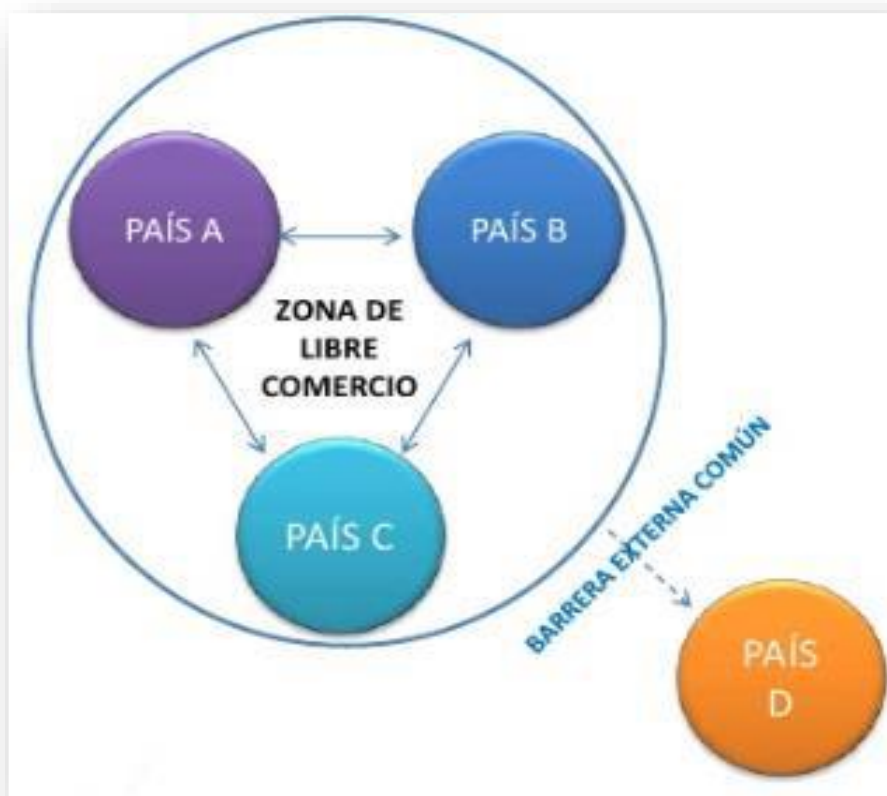 PAÍS A
PAÍS B
ZONA DE
LIBRE
COMERCIO
PAÍS C
BARRERA EXTERNA COMÚN
PAÍS
D